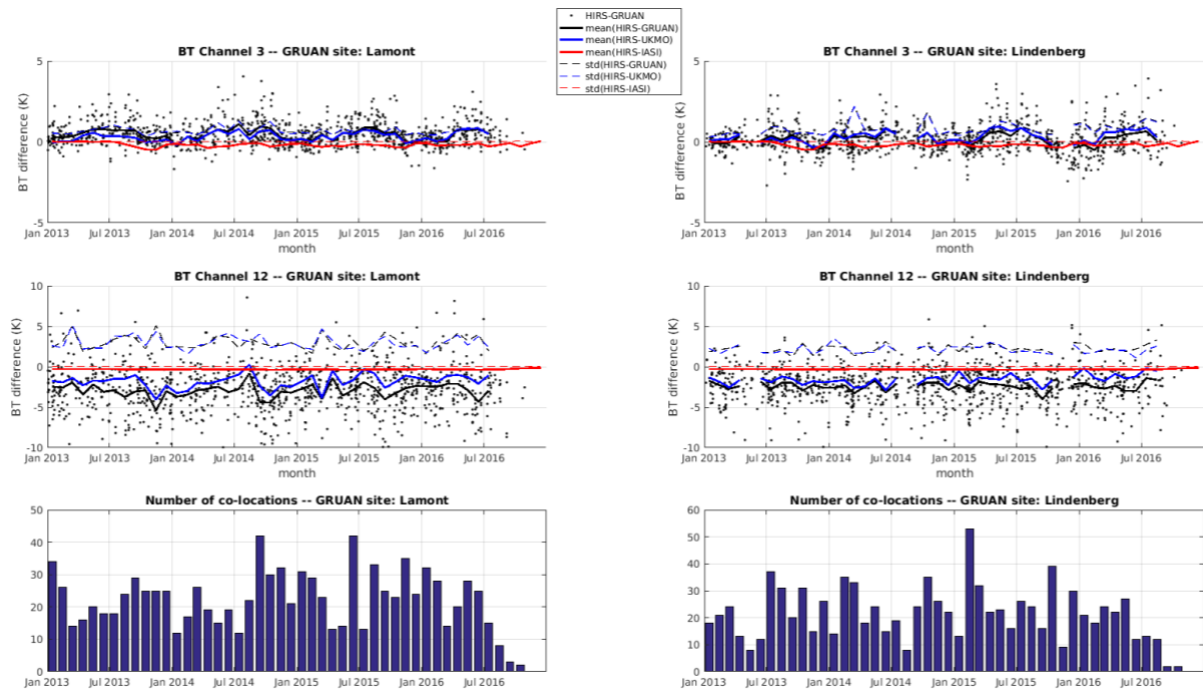 HIRS-GRUAN
mean(HIRS-GRUAN)
mean(HIRS-UKMO)
mean(HIRS-IASI)
std(HIRS-GRUAN)
std(HIRS-UKMO)
std(HIRS-IASI)
BT Channel 3 -- GRUAN site: Lamont
BT difference (K)
5
0
-5
Jan 2013 Jul 2013 Jan 2014 Jul 2014 Jan 2015 Jul 2015 Jan 2016 Jul 2016
month
BT Channel 3 -- GRUAN site: Lindenberg
BT difference (K)
5
0
-5
Jan 2013 Jul 2013 Jan 2014 Jul 2014 Jan 2015 Jul 2015 Jan 2016 Jul 2016
month
BT Channel 12 -- GRUAN site: Lamont
BT difference (K)
10
5
0
-5
-10
Jan 2013 Jul 2013 Jan 2014 Jul 2014 Jan 2015 Jul 2015 Jan 2016 Jul 2016
month
BT Channel 12 -- GRUAN site: Lindenberg
BT difference (K)
10
5
0
-5
-10
Jan 2013 Jul 2013 Jan 2014 Jul 2014 Jan 2015 Jul 2015 Jan 2016 Jul 2016
month
Number of co-locations -- GRUAN site: Lamont
50
40
30
20
10
0
Jan 2013 Jul 2013 Jan 2014 Jul 2014 Jan 2015 Jul 2015 Jan 2016 Jul 2016
Number of co-locations -- GRUAN site: Lindenberg
60
50
40
30
20
10
0
Jan 2013 Jul 2013 Jan 2014 Jul 2014 Jan 2015 Jul 2015 Jan 2016 Jul 2016